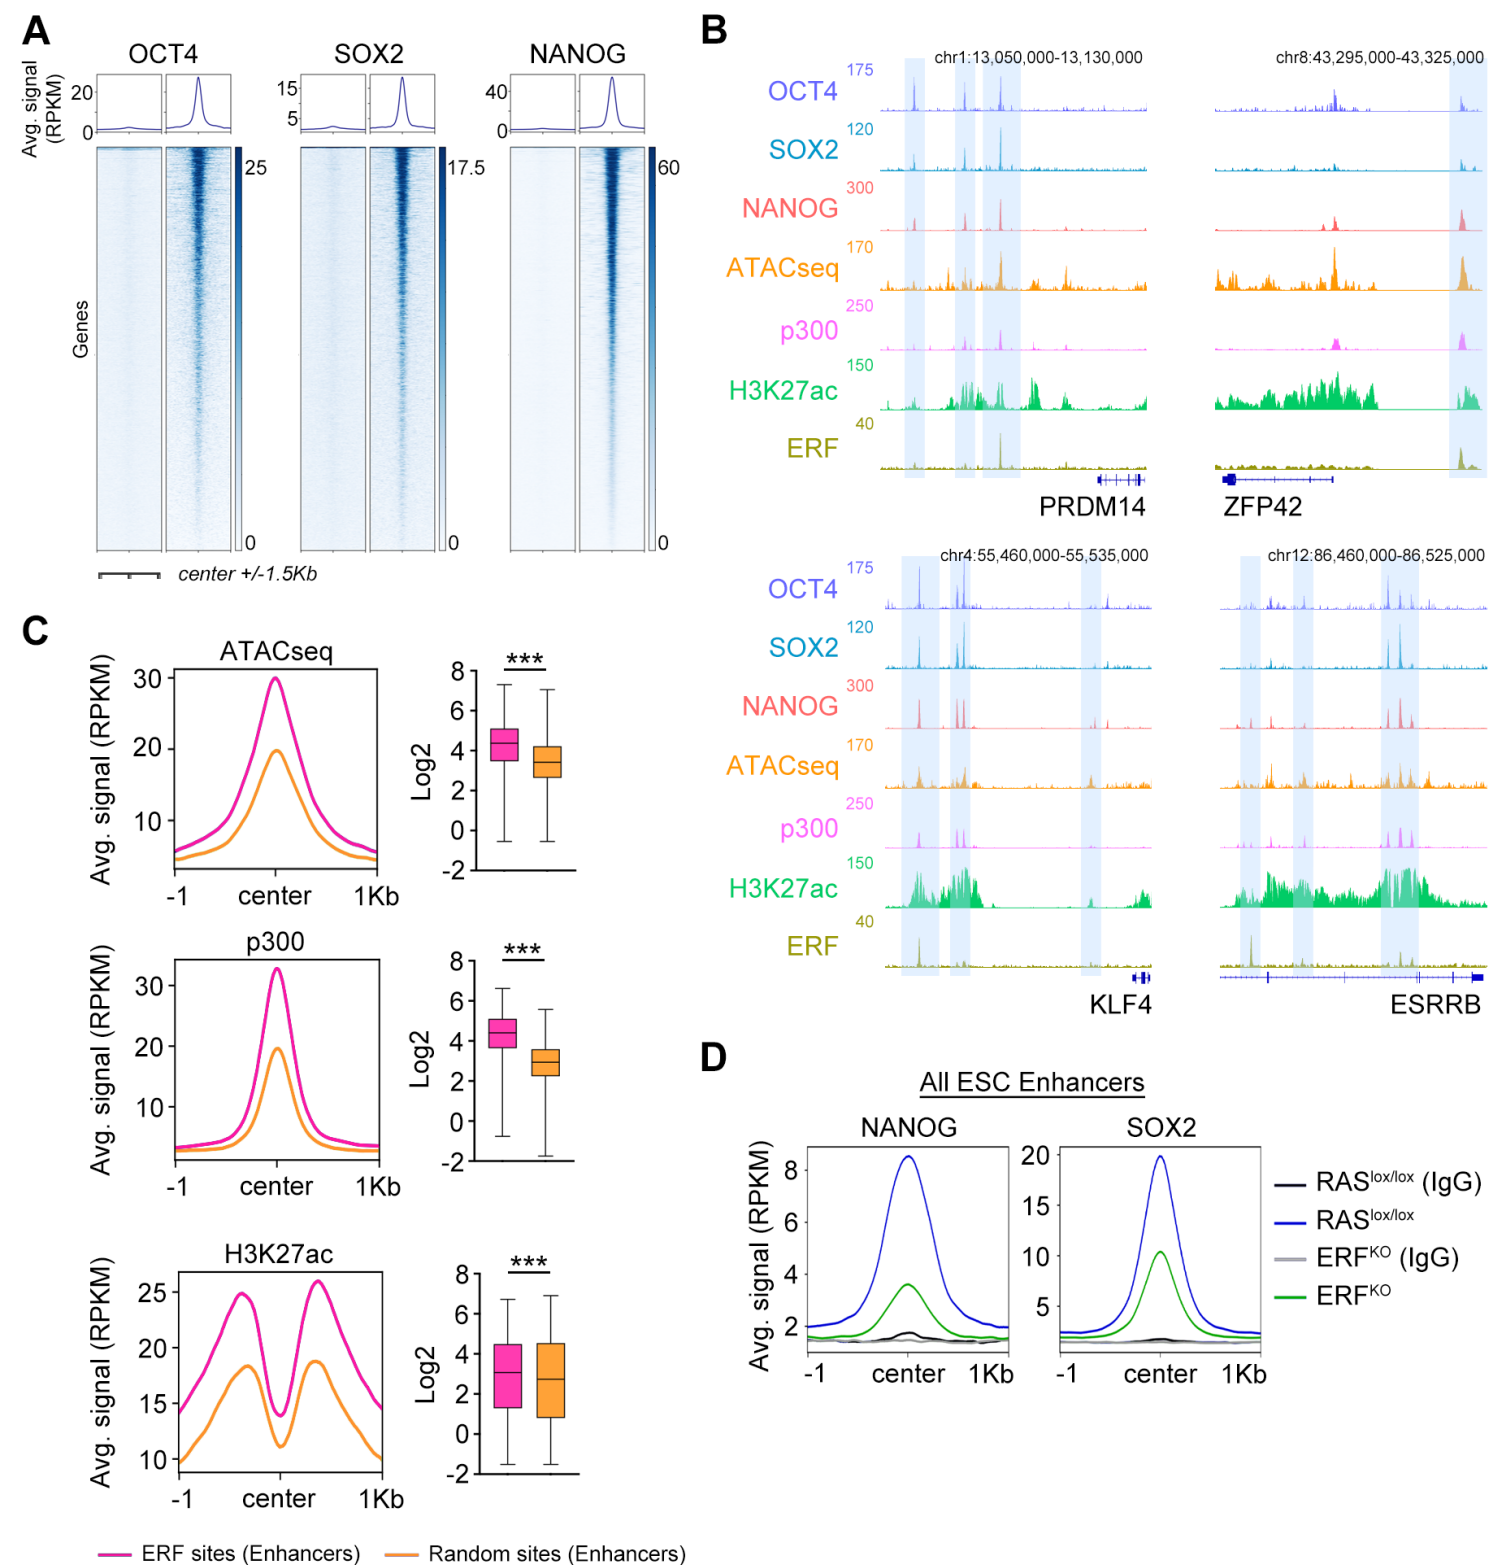 A
OCT4
SOX2
NANOG
Avg. signal
(RPKM)
20
0
15
5
40
0
25
0
17.5
0
60
0
Genes
center +/-1.5Kb
B
chr1:13,050,000-13,130,000
OCT4 175
SOX2 120
NANOG 300
ATACseq 170
p300 250
H3K27ac 150
ERF 40
PRDM14
chr8:43,295,000-43,325,000
ZFP42
chr4:55,460,000-55,535,000
OCT4 175
SOX2 120
NANOG 300
ATACseq 170
p300 250
H3K27ac 150
ERF 40
KLF4
chr12:86,460,000-86,525,000
ESRRB
C
ATACseq
Avg. signal (RPKM)
30
20
10
-1 center 1Kb
***
Log2
8
6
4
2
0
-2
p300
Avg. signal (RPKM)
30
20
10
-1 center 1Kb
***
Log2
8
6
4
2
0
-2
H3K27ac
Avg. signal (RPKM)
25
20
15
10
-1 center 1Kb
***
Log2
8
6
4
2
0
-2
ERF sites (Enhancers)
Random sites (Enhancers)
D
All ESC Enhancers
NANOG
Avg. signal (RPKM)
8
6
4
2
-1 center 1Kb
SOX2
20
15
10
5
-1 center 1Kb
RASlox/lox (IgG)
RASlox/lox
ERFKO (IgG)
ERFKO